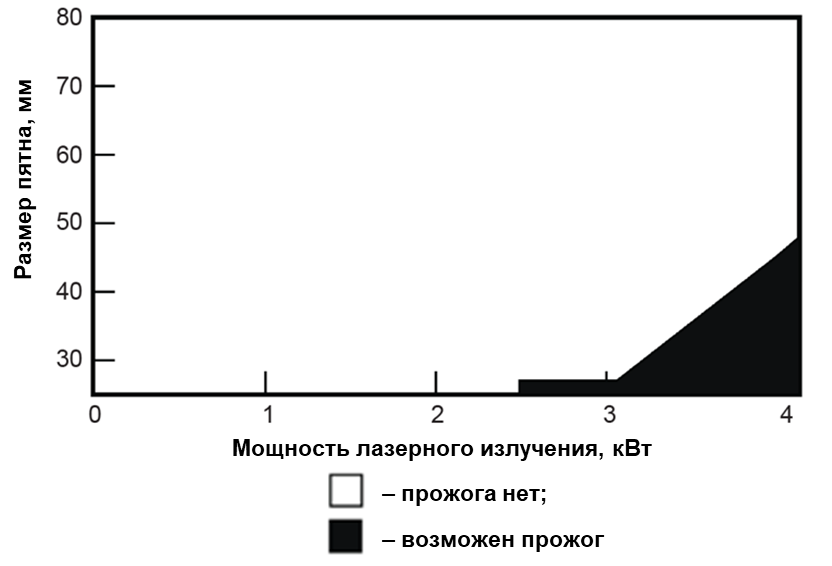 80
70
60
50
40
30
Размер пятна, мм
0 1 2 3 4
Мощность лазерного излучения, кВт
– прожога нет;
– возможен прожог